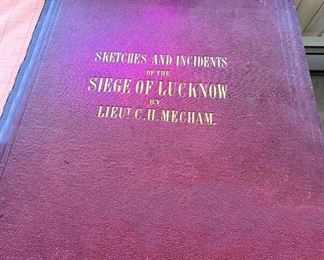 SKETCHES AND INCIDENTS
OF THE
SIEGE OF LUCKNOW
BY
LIEUT. C. H. MECHAM.